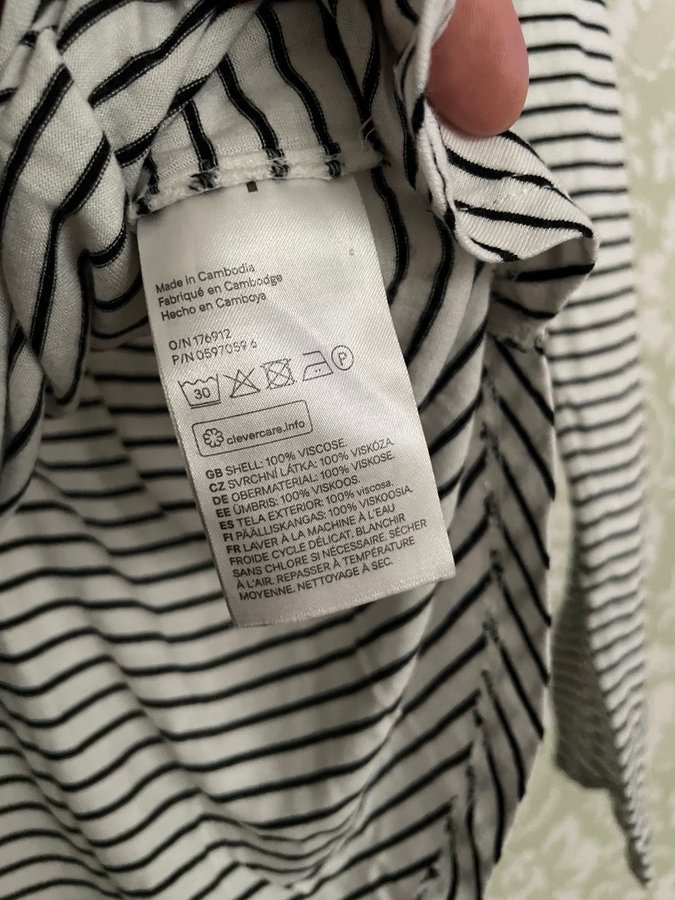 Made in Cambodia
Fabriqué en Cambodge
Hecho en Camboya
O/N 176912
P/N 0597059 6
30
P
clevercare.info
GB SHELL: 100% VISCOSE.
CZ SVRCHNÍ LÁTKA: 100% VISKÓZA.
DE OBERMATERIAL: 100% VISKOSE.
EE ÜMBRIS: 100% VISKOOS.
ES TELA EXTERIOR: 100% viscosa.
FI PÄÄLLISKANGAS: 100% VISKOOSIA.
FR LAVER À LA MACHINE À L'EAU
FROIDE CYCLE DÉLICAT. BLANCHIR
SANS CHLORE SI NÉCESSAIRE. SÉCHER
À L'AIR. REPASSER À TEMPÉRATURE
MOYENNE. NETTOYAGE À SEC.